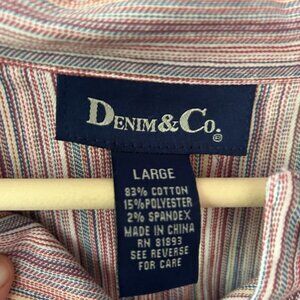 DENIM & CO.®
LARGE
83% COTTON
15% POLYESTER
2% SPANDEX
MADE IN CHINA
RN 81893
SEE REVERSE
FOR CARE